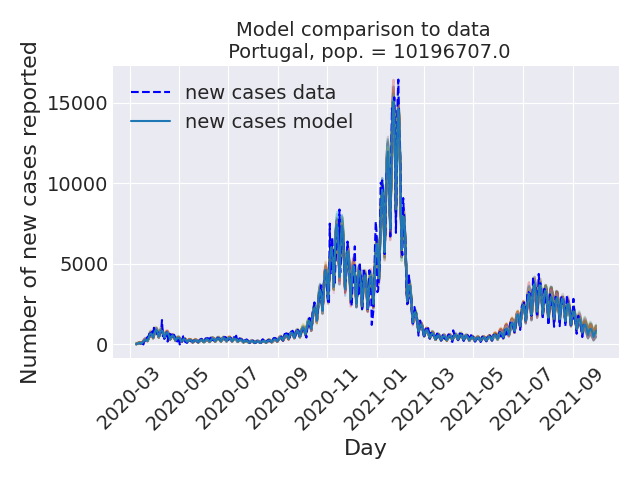 Model comparison to data
Portugal, pop. = 10196707.0
Number of new cases reported
15000
10000
5000
0
new cases data
new cases model
2020-03
2020-05
2020-07
2020-09
2020-11
2021-01
2021-03
2021-05
2021-07
2021-09
Day